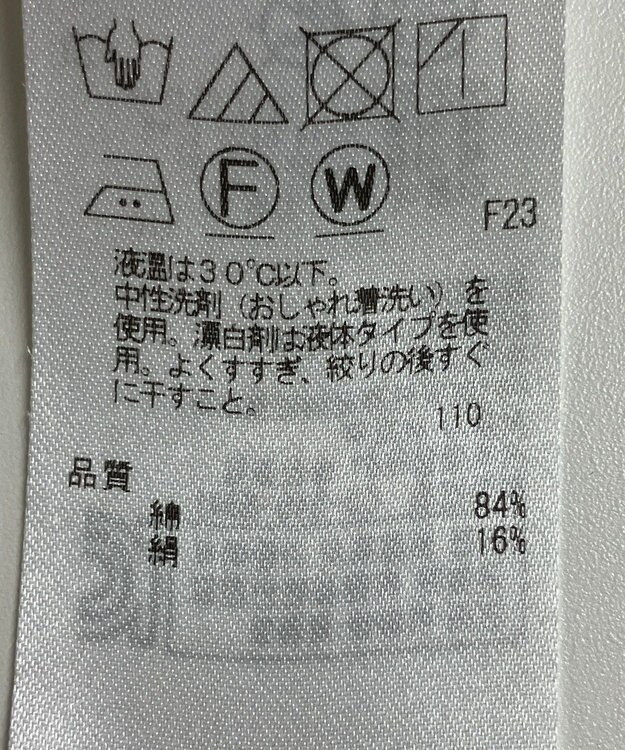 F W
F23
液温は30℃以下。
中性洗剤（おしゃれ着洗い）を
使用。漂白剤は液体タイプを使
用。よくすすぎ、絞りの後すぐ
に干すこと。
110
品質
綿 84%
絹 16%